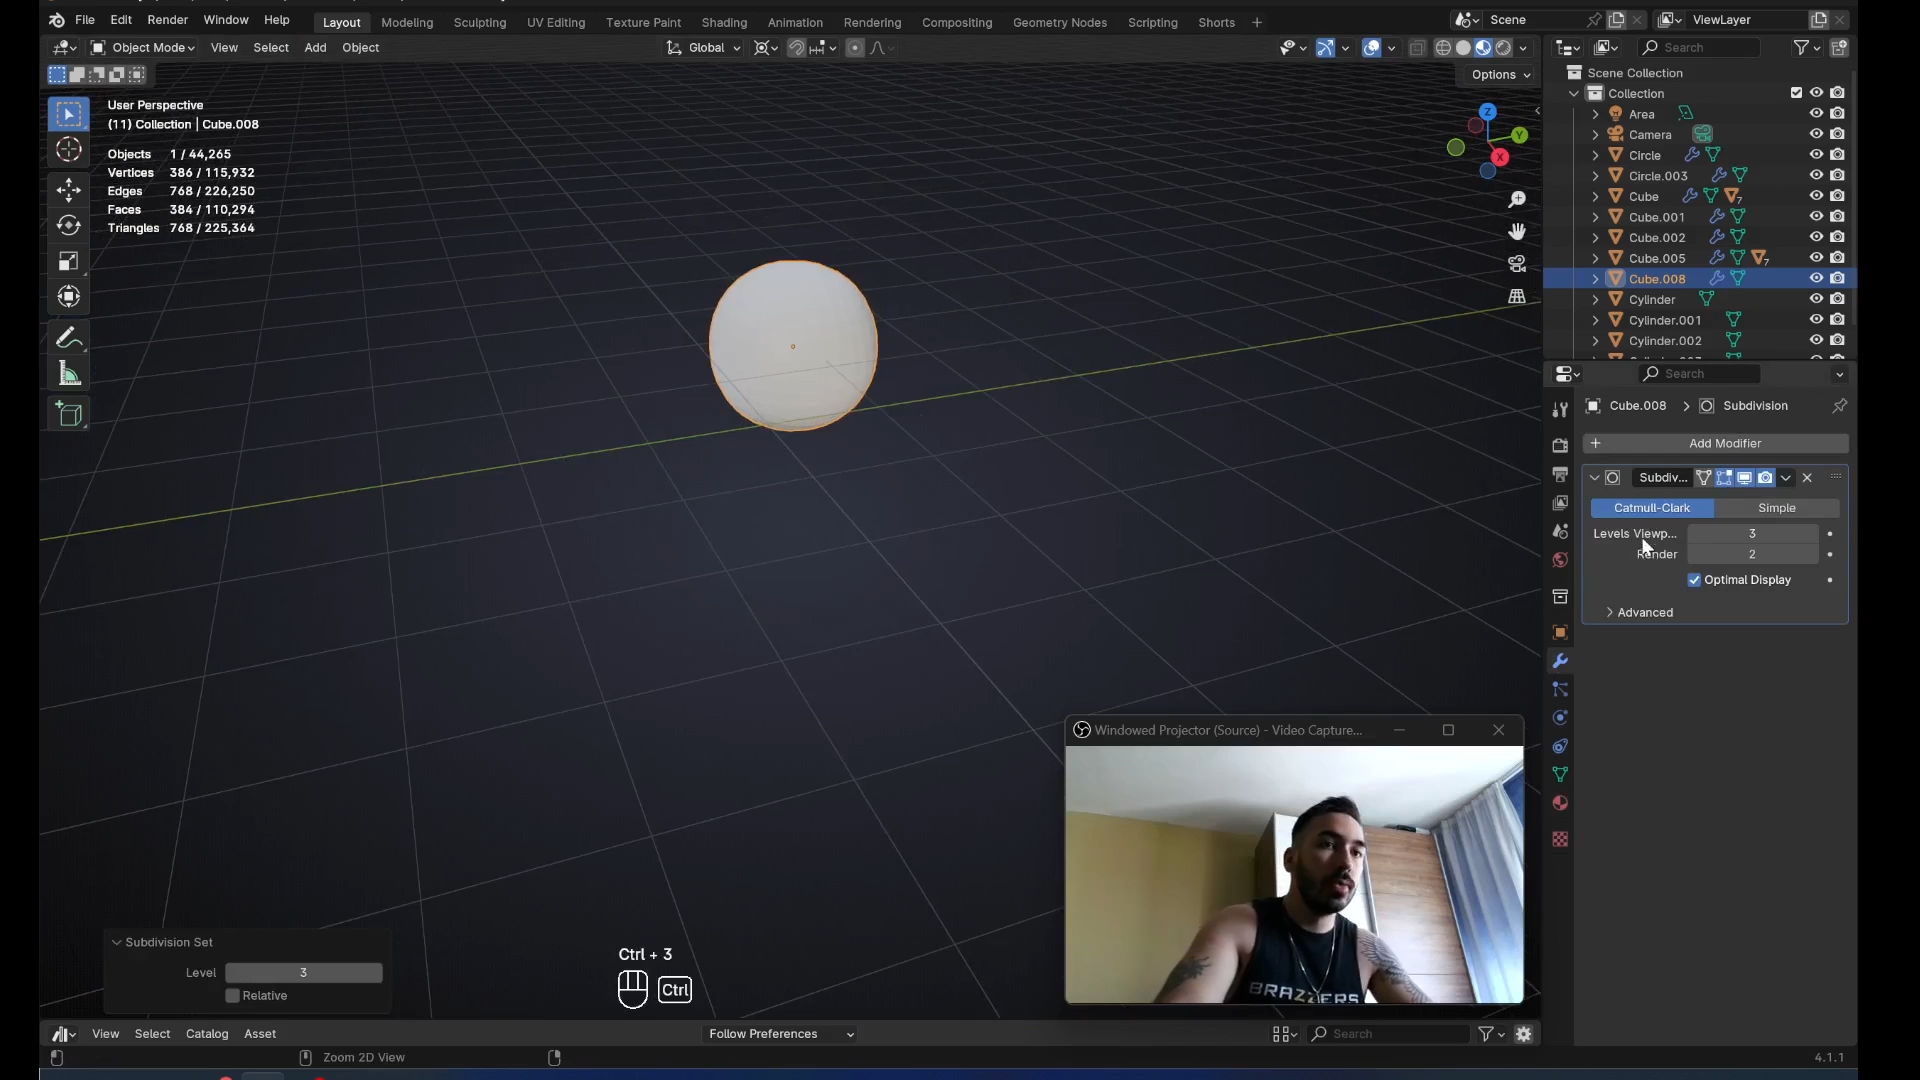 File Edit Render Window Help Layout Modeling Sculpting UV Editing Texture Paint Shading Animation Rendering Compositing Geometry Nodes Scripting Shorts + Scene ViewLayer
Object Mode View Select Add Object Global Search
Options
User Perspective
(11) Collection | Cube.008
Objects 1 / 44,265
Vertices 386 / 115,932
Edges 768 / 226,250
Faces 384 / 110,294
Triangles 768 / 225,364
Z
Y
X
Scene Collection
Collection
Area
Camera
Circle
Circle.003
Cube 7
Cube.001
Cube.002
Cube.005 7
Cube.008
Cylinder
Cylinder.001
Cylinder.002
Search
Cube.008 > Subdivision
+ Add Modifier
Subdiv...
Catmull-Clark Simple
Levels Viewp... 3
Render 2
Optimal Display
Advanced
Windowed Projector (Source) - Video Capture...
BRAZZERS
Subdivision Set
Level 3
Relative
Ctrl + 3
Ctrl
View Select Catalog Asset Follow Preferences Search
Zoom 2D View 4.1.1